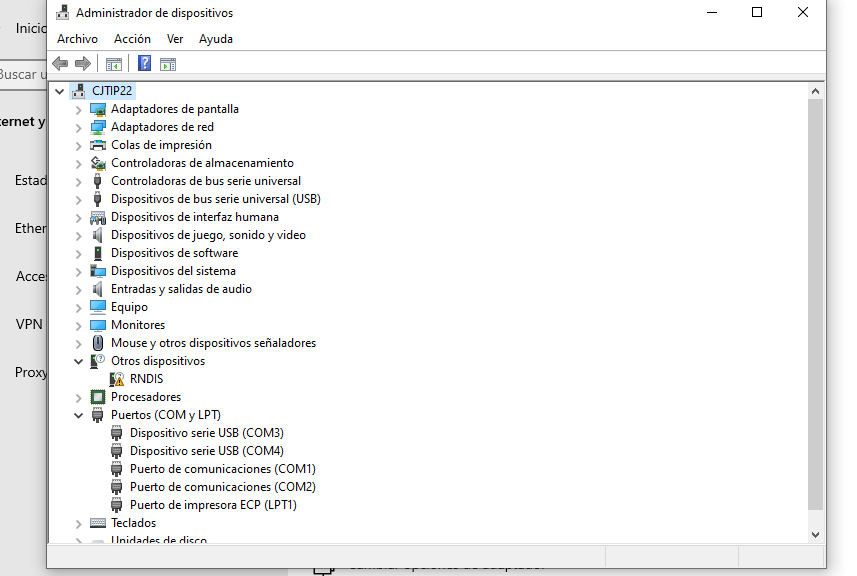 Administrador de dispositivos
Inicio
Archivo Acción Ver Ayuda
Buscar u
CJTIP22
Adaptadores de pantalla
ternet y
Adaptadores de red
Colas de impresión
Controladoras de almacenamiento
Estad
Controladoras de bus serie universal
Dispositivos de bus serie universal (USB)
Dispositivos de interfaz humana
Ether
Dispositivos de juego, sonido y video
Dispositivos de software
Dispositivos del sistema
Acces
Entradas y salidas de audio
Equipo
VPN
Monitores
Mouse y otros dispositivos señaladores
Otros dispositivos
Proxy
RNDIS
Procesadores
Puertos (COM y LPT)
Dispositivo serie USB (COM3)
Dispositivo serie USB (COM4)
Puerto de comunicaciones (COM1)
Puerto de comunicaciones (COM2)
Puerto de impresora ECP (LPT1)
Teclados
Unidades de disco